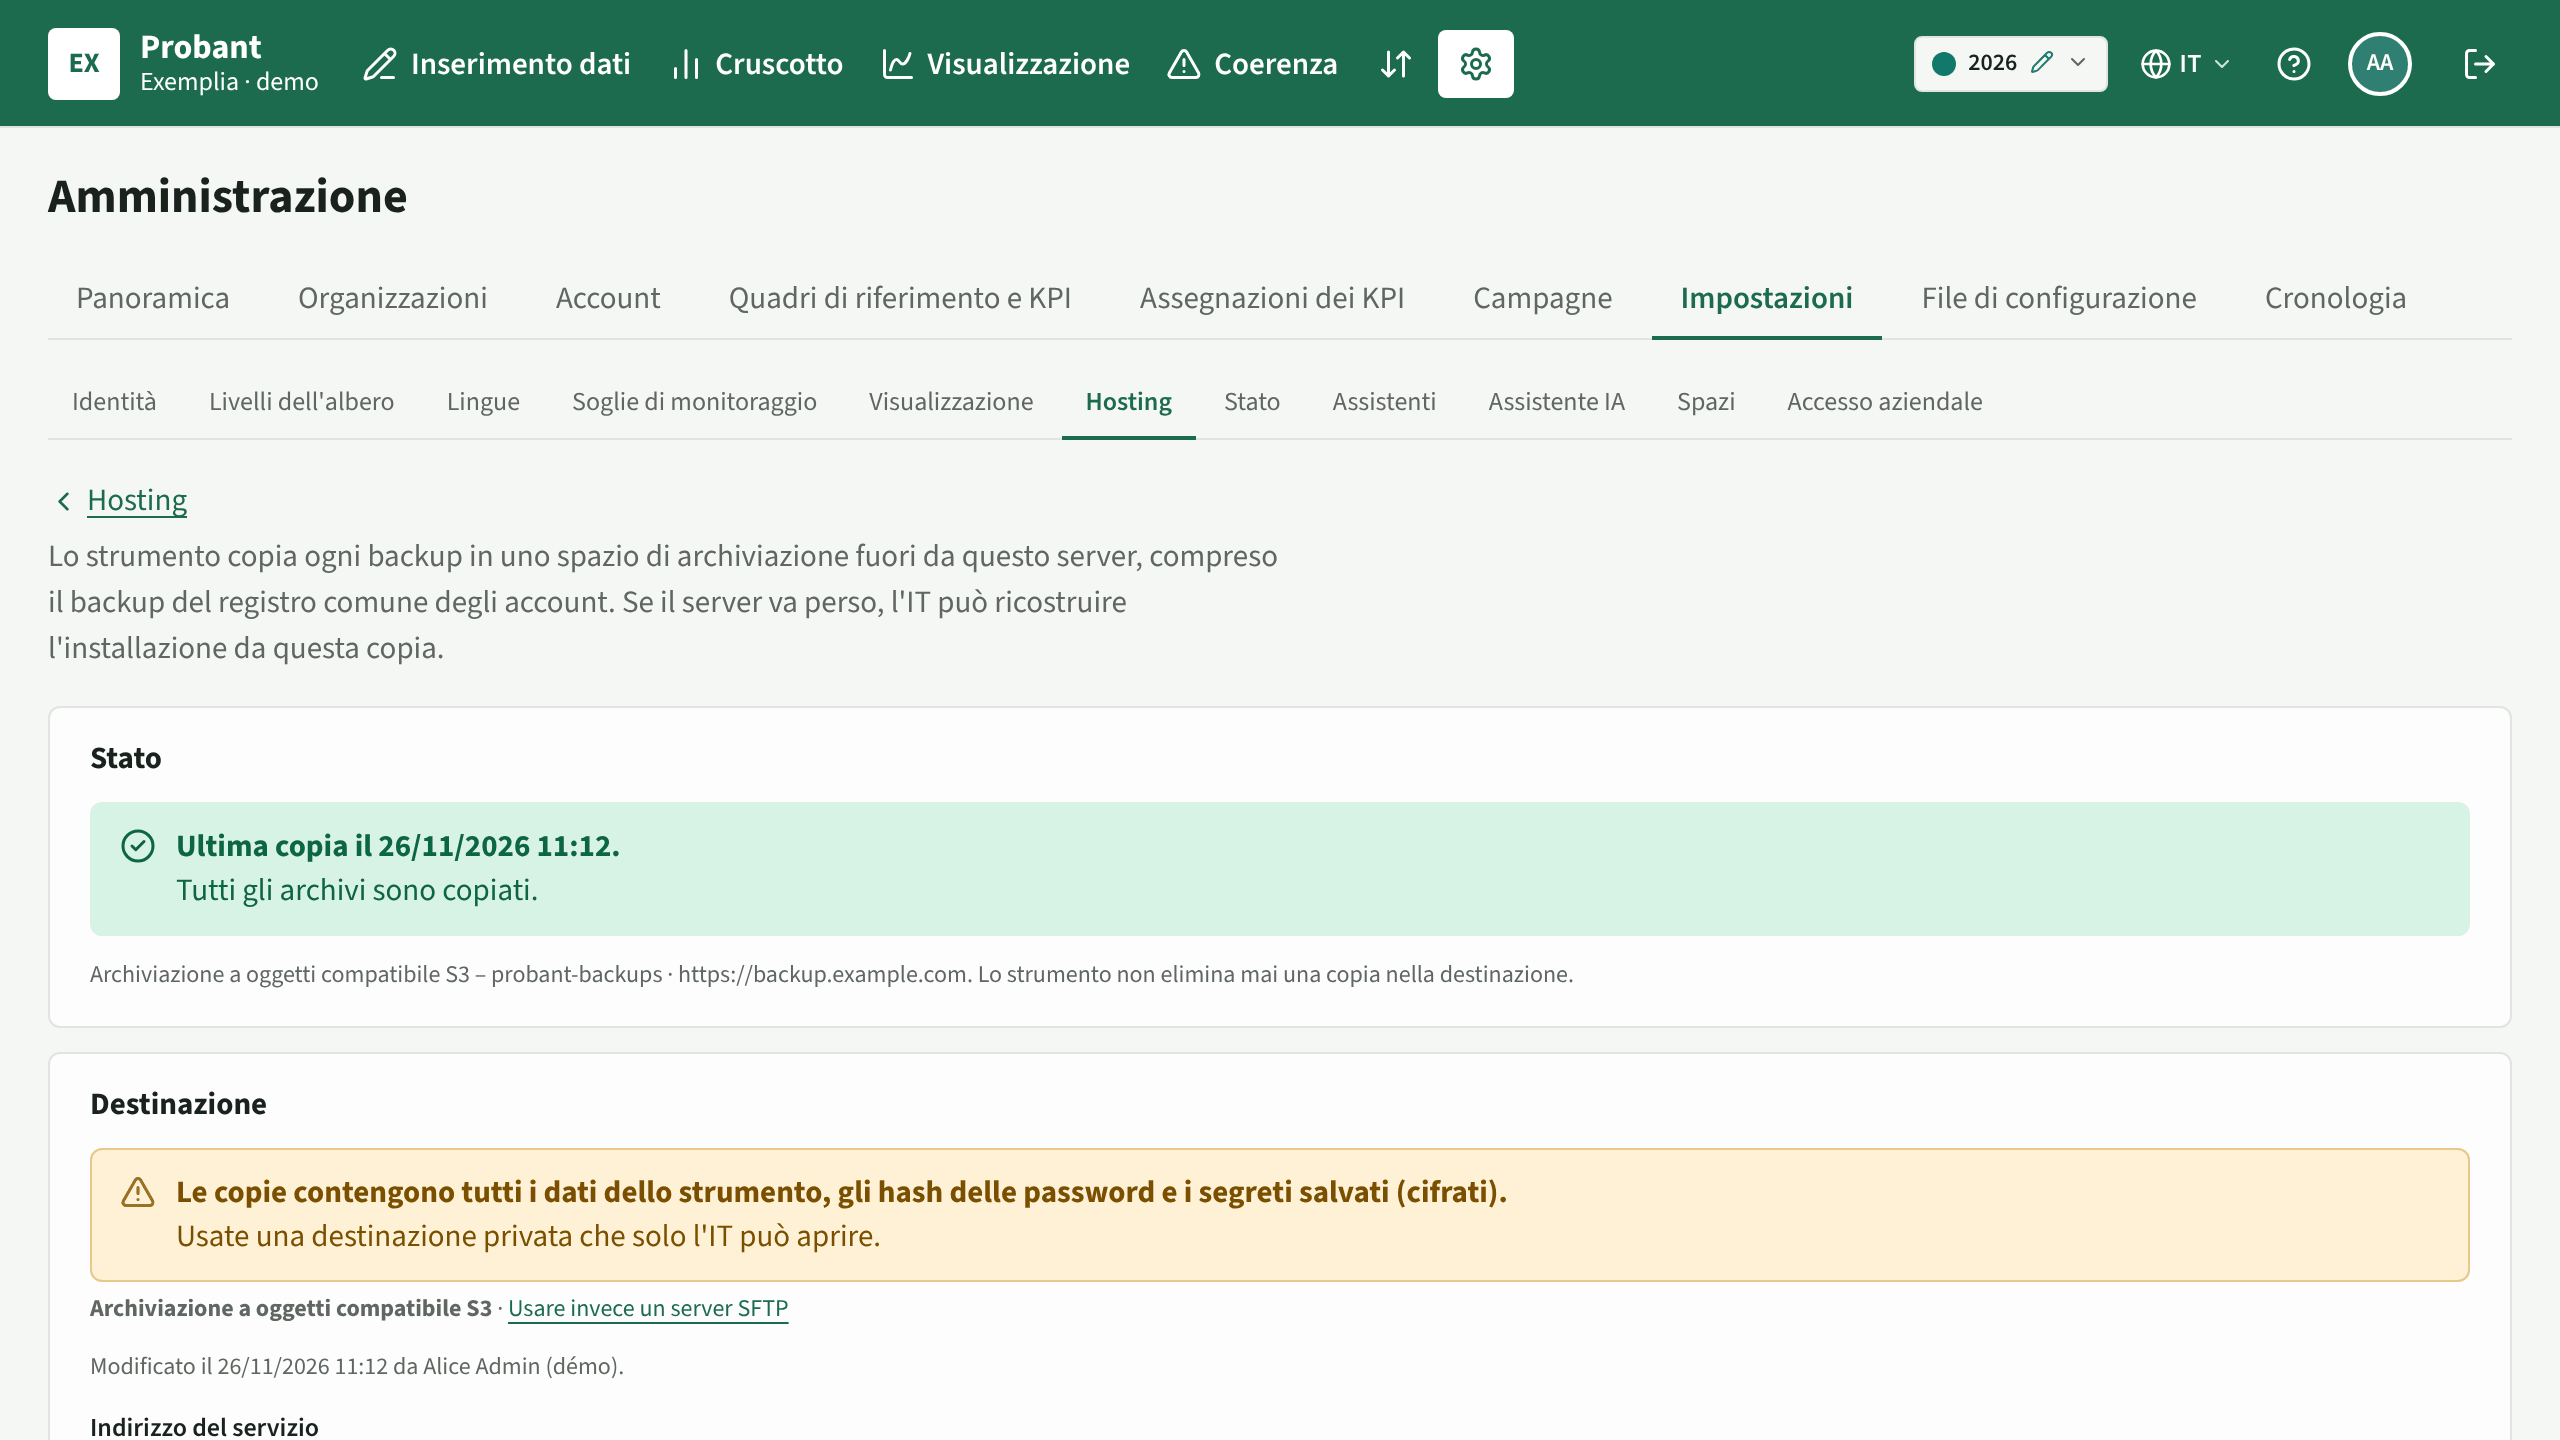 EX
Probant
Exemplia · demo
Inserimento dati
Cruscotto
Visualizzazione
Coerenza
2026
IT
AA
Amministrazione
Panoramica
Organizzazioni
Account
Quadri di riferimento e KPI
Assegnazioni dei KPI
Campagne
Impostazioni
File di configurazione
Cronologia
Identità
Livelli dell'albero
Lingue
Soglie di monitoraggio
Visualizzazione
Hosting
Stato
Assistenti
Assistente IA
Spazi
Accesso aziendale
Hosting
Lo strumento copia ogni backup in uno spazio di archiviazione fuori da questo server, compreso
il backup del registro comune degli account. Se il server va perso, l'IT può ricostruire
l'installazione da questa copia.
Stato
Ultima copia il 26/11/2026 11:12.
Tutti gli archivi sono copiati.
Archiviazione a oggetti compatibile S3 – probant-backups · https://backup.example.com. Lo strumento non elimina mai una copia nella destinazione.
Destinazione
Le copie contengono tutti i dati dello strumento, gli hash delle password e i segreti salvati (cifrati).
Usate una destinazione privata che solo l'IT può aprire.
Archiviazione a oggetti compatibile S3 · Usare invece un server SFTP
Modificato il 26/11/2026 11:12 da Alice Admin (démo).
Indirizzo del servizio